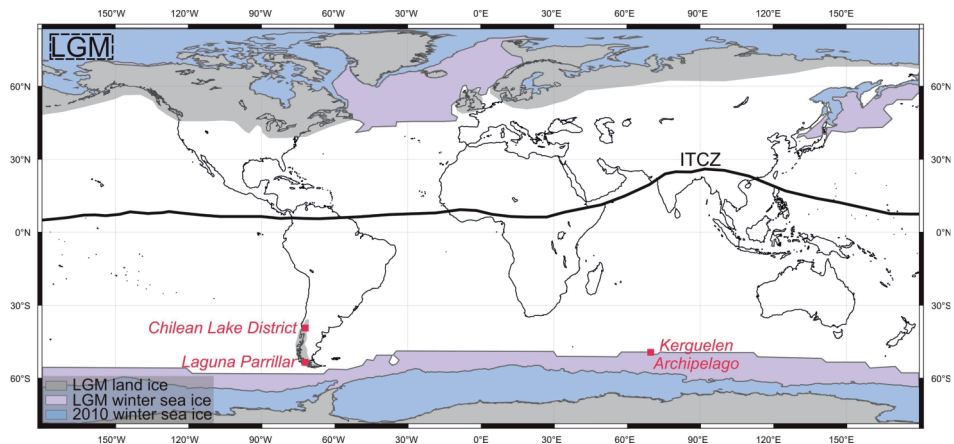 150°W 120°W 90°W 60°W 30°W 0°E 30°E 60°E 90°E 120°E 150°E
LGM
60°N 60°N
30°N 30°N
ITCZ
0°N 0°N
30°S 30°S
Chilean Lake District
Kerguelen
Archipelago
Laguna Parrillar
60°S 60°S
LGM land ice
LGM winter sea ice
2010 winter sea ice
150°W 120°W 90°W 60°W 30°W 0°E 30°E 60°E 90°E 120°E 150°E